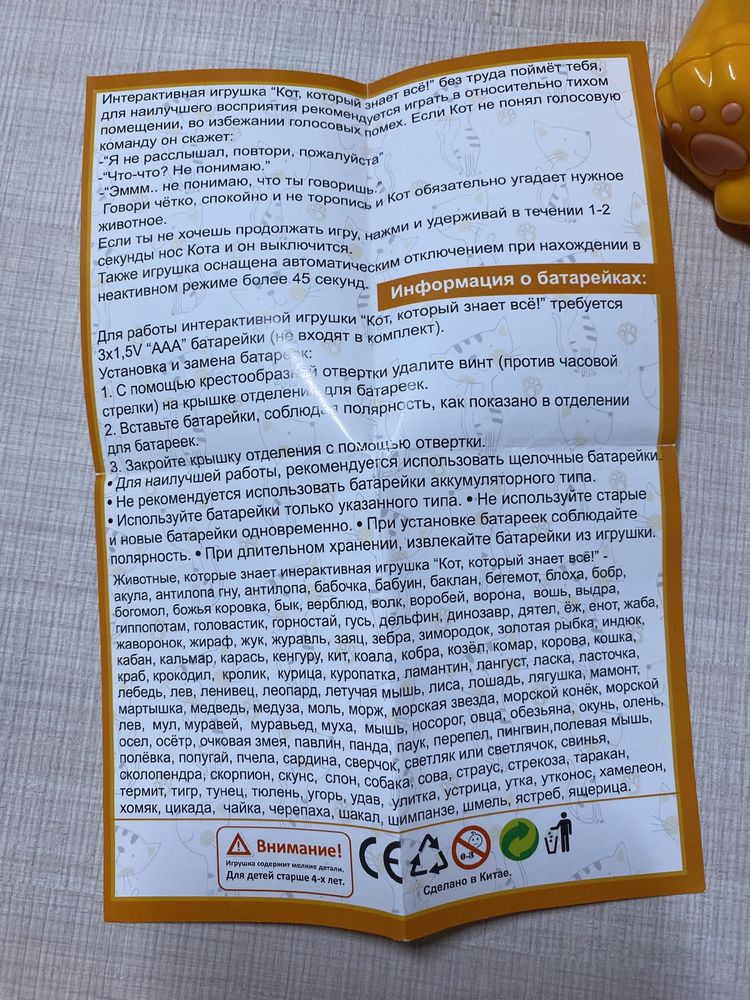 Интерактивная игрушка “Кот, который знает всё!” без труда поймёт тебя,
для наилучшего восприятия рекомендуется играть в относительно тихом
помещении, во избежании голосовых помех. Если Кот не понял голосовую
команду он скажет:
-“Я не расслышал, повтори, пожалуйста”
-“Что-что? Не понимаю.”
-“Эммм.. не понимаю, что ты говоришь.”
Говори чётко, спокойно и не торопись, и Кот обязательно угадает нужное
животное.
Если ты не хочешь продолжать игру, нажми и удерживай в течении 1-2
секунды нос Кота и он выключится.
Также игрушка оснащена автоматическим отключением при нахождении в
неактивном режиме более 45 секунд.
Информация о батарейках:
Для работы интерактивной игрушки “Кот, который знает всё!” требуется
3x1,5V “AAA” батарейки (не входят в комплект).
Установка и замена батареек:
1. С помощью крестообразной отвертки удалите винт (против часовой
стрелки) на крышке отделения для батареек.
2. Вставьте батарейки, соблюдая полярность, как показано в отделении
для батареек.
3. Закройте крышку отделения с помощью отвертки.
• Для наилучшей работы, рекомендуется использовать щелочные батарейки.
• Не рекомендуется использовать батарейки аккумуляторного типа.
• Используйте батарейки только указанного типа. • Не используйте старые
и новые батарейки одновременно. • При установке батареек соблюдайте
полярность. • При длительном хранении, извлекайте батарейки из игрушки.
Животные, которые знает инерактивная игрушка “Кот, который знает всё!” -
акула, антилопа гну, антилопа, бабочка, бабуин, баклан, бегемот, блоха, бобр,
богомол, божья коровка, бык, верблюд, волк, воробей, ворона, вошь, выдра,
гиппопотам, головастик, горностай, гусь, дельфин, динозавр, дятел, ёж, енот, жаба,
жаворонок, жираф, жук, журавль, заяц, зебра, зимородок, золотая рыбка, индюк,
кабан, кальмар, карась, кенгуру, кит, коала, кобра, козёл, комар, корова, кошка,
краб, крокодил, кролик, курица, куропатка, ламантин, лангуст, ласка, ласточка,
лебедь, лев, ленивец, леопард, летучая мышь, лиса, лошадь, лягушка, мамонт,
мартышка, медведь, медуза, моль, морж, морская звезда, морской конёк, морской
лев, мул, муравей, муравьед, муха, мышь, носорог, овца, обезьяна, окунь, олень,
осел, осётр, очковая змея, павлин, панда, паук, перепел, пингвин,полевая мышь,
полёвка, попугай, пчела, сардина, сверчок, светляк или светлячок, свинья,
сколопендра, скорпион, скунс, слон, собака, сова, страус, стрекоза, таракан,
термит, тигр, тунец, тюлень, угорь, удав, улитка, устрица, утка, утконос, хамелеон,
хомяк, цикада, чайка, черепаха, шакал, шимпанзе, шмель, ястреб, ящерица.
Внимание!
Игрушка содержит мелкие детали.
Для детей старше 4-х лет.
CE
0-3
Сделано в Китае.